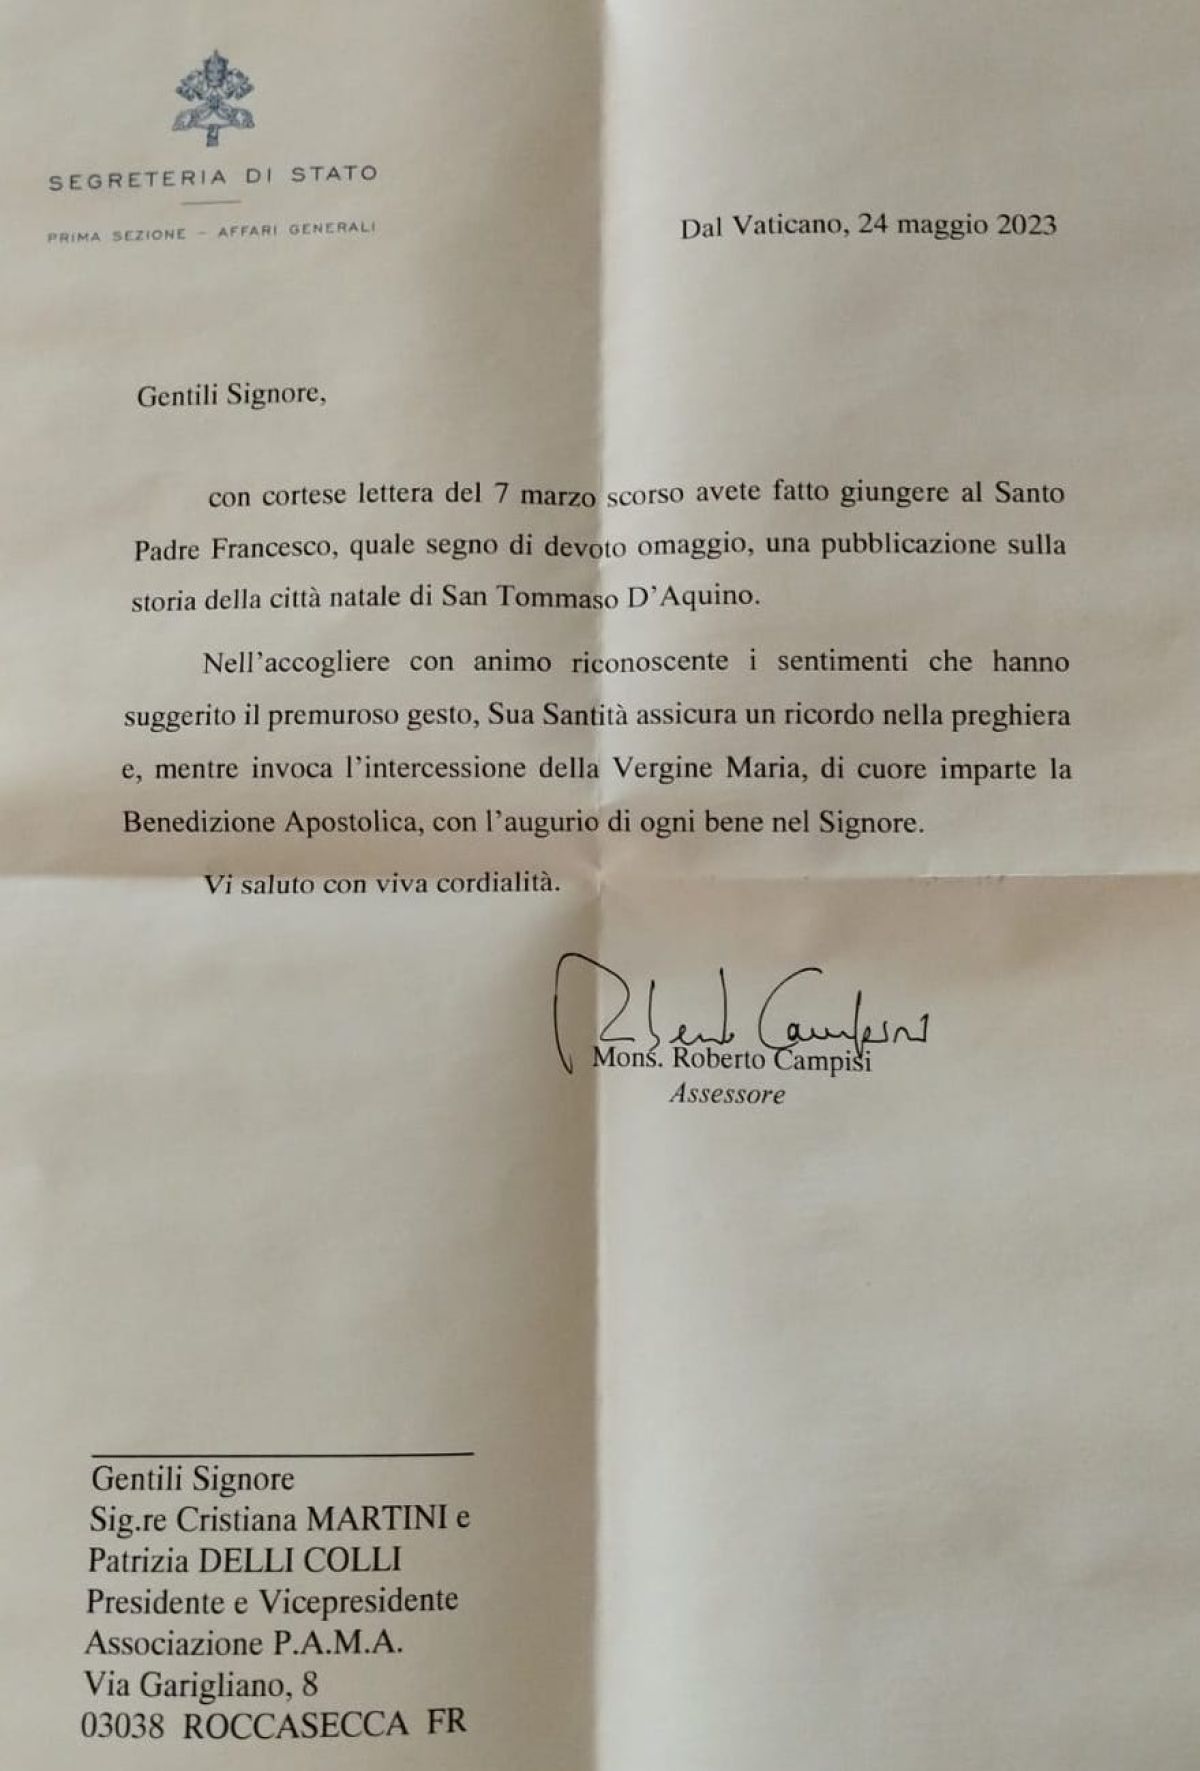 SEGRETERIA DI STATO
PRIMA SEZIONE - AFFARI GENERALI
Dal Vaticano, 24 maggio 2023
Gentili Signore,
con cortese lettera del 7 marzo scorso avete fatto giungere al Santo
Padre Francesco, quale segno di devoto omaggio, una pubblicazione sulla
storia della città natale di San Tommaso D'Aquino.
Nell'accogliere con animo riconoscente i sentimenti che hanno
suggerito il premuroso gesto, Sua Santità assicura un ricordo nella preghiera
e, mentre invoca l'intercessione della Vergine Maria, di cuore imparte la
Benedizione Apostolica, con l'augurio di ogni bene nel Signore.
Vi saluto con viva cordialità.
Roberto Campisi
Mons. Roberto Campisi
Assessore
Gentili Signore
Sig.re Cristiana MARTINI e
Patrizia DELLI COLLI
Presidente e Vicepresidente
Associazione P.A.M.A.
Via Garigliano, 8
03038 ROCCASECCA FR